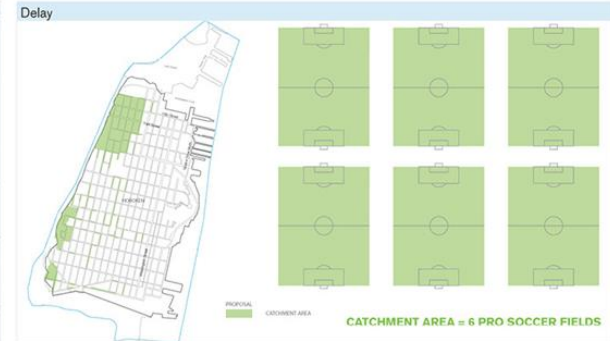 Delay
HOBOKEN
PROPOSAL
CATCHMENT AREA
CATCHMENT AREA = 6 PRO SOCCER FIELDS